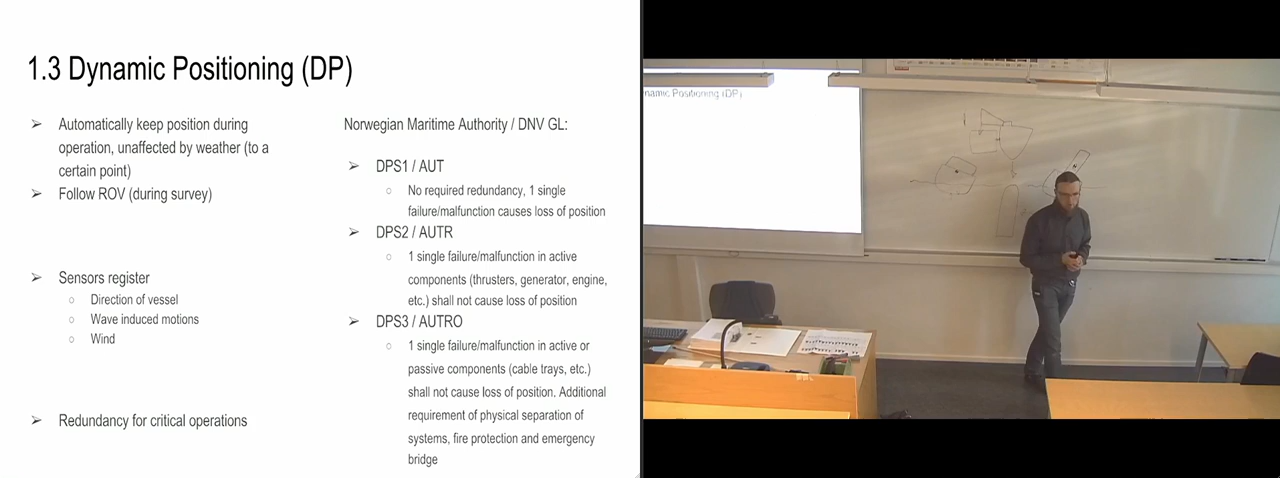 1.3 Dynamic Positioning (DP)
➢ Automatically keep position during
operation, unaffected by weather (to a
certain point)
➢ Follow ROV (during survey)
➢ Sensors register
○ Direction of vessel
○ Wave induced motions
○ Wind
➢ Redundancy for critical operations
Norwegian Maritime Authority / DNV GL:
➢ DPS1 / AUT
○ No required redundancy, 1 single
failure/malfunction causes loss of position
➢ DPS2 / AUTR
○ 1 single failure/malfunction in active
components (thrusters, generator, engine,
etc.) shall not cause loss of position
➢ DPS3 / AUTRO
○ 1 single failure/malfunction in active or
passive components (cable trays, etc.)
shall not cause loss of position. Additional
requirement of physical separation of
systems, fire protection and emergency
bridge
namic Positioning (DP)